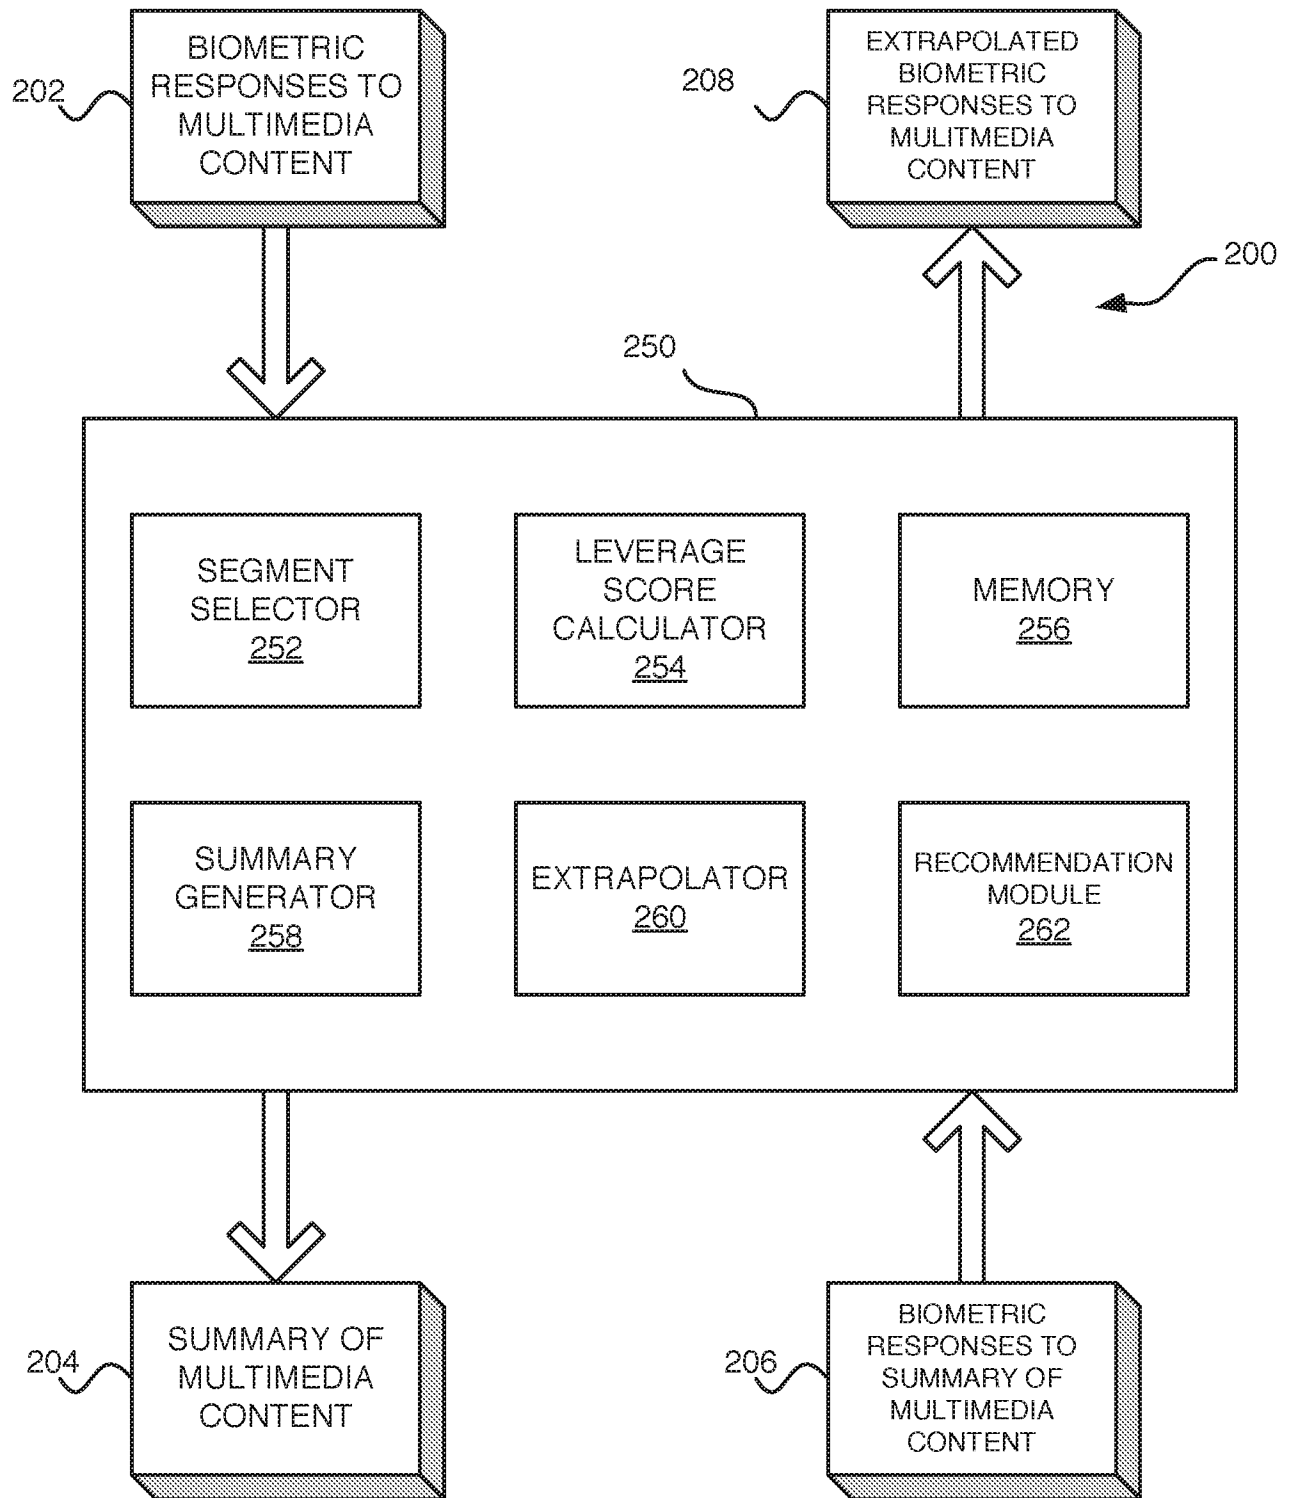 BIOMETRIC
RESPONSES TO
MULTIMEDIA
CONTENT
202
EXTRAPOLATED
BIOMETRIC
RESPONSES TO
MULITMEDIA
CONTENT
208
200
250
SEGMENT
SELECTOR
252
LEVERAGE
SCORE
CALCULATOR
254
MEMORY
256
SUMMARY
GENERATOR
258
EXTRAPOLATOR
260
RECOMMENDATION
MODULE
262
SUMMARY OF
MULTIMEDIA
CONTENT
204
BIOMETRIC
RESPONSES TO
SUMMARY OF
MULTIMEDIA
CONTENT
206